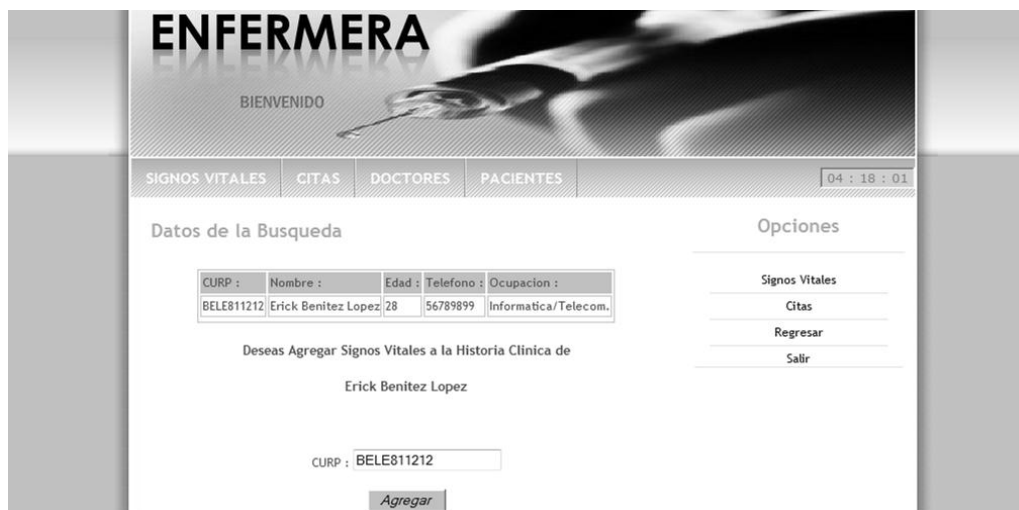 ENFERMERA
BIENVENIDO
SIGNOS VITALES CITAS DOCTORES PACIENTES 04 : 18 : 01
Datos de la Busqueda
CURP : Nombre : Edad : Telefono : Ocupacion :
BELE811212 Erick Benitez Lopez 28 56789899 Informatica/Telecom.
Deseas Agregar Signos Vitales a la Historia Clinica de
Erick Benitez Lopez
CURP : BELE811212
Agregar
Opciones
Signos Vitales
Citas
Regresar
Salir